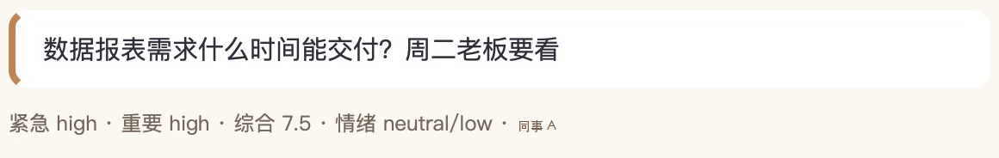 数据报表需求什么时间能交付？周二老板要看
紧急 high · 重要 high · 综合 7.5 · 情绪 neutral/low · 同事 A